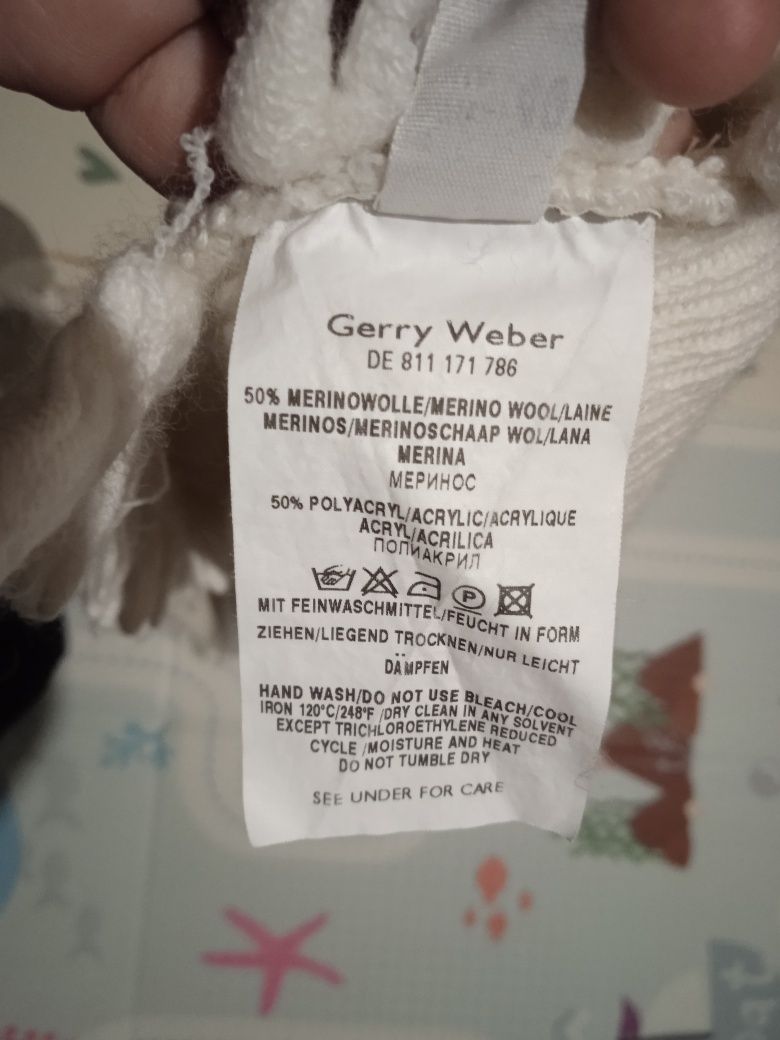 Gerry Weber
DE 811 171 786
50% MERINOWOLLE/MERINO WOOL/LAINE
MERINOS/MERINOSCHAAP WOL/LANA
MERINA
МЕРИНОС
50% POLYACRYL/ACRYLIC/ACRYLIQUE
ACRYL/ACRILICA
ПОЛИАКРИЛ
P
MIT FEINWASCHMITTEL/FEUCHT IN FORM
ZIEHEN/LIEGEND TROCKNEN/NUR LEICHT
DÄMPFEN
HAND WASH/DO NOT USE BLEACH/COOL
IRON 120°C/248°F /DRY CLEAN IN ANY SOLVENT
EXCEPT TRICHLOROETHYLENE REDUCED
CYCLE /MOISTURE AND HEAT
DO NOT TUMBLE DRY
SEE UNDER FOR CARE